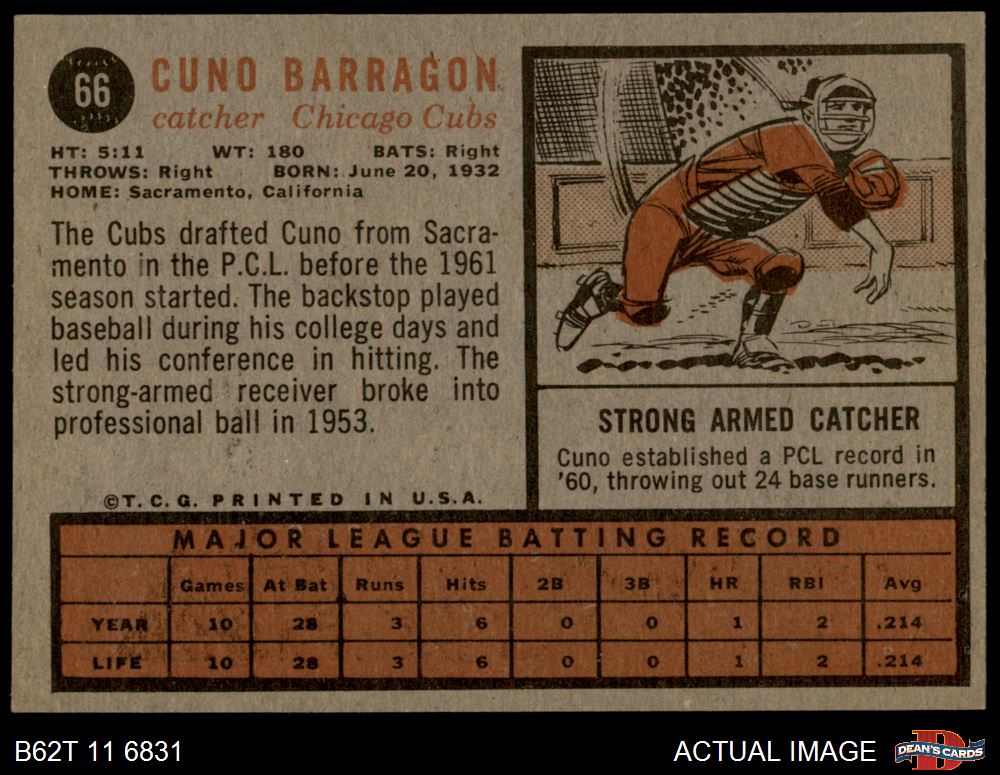 66
CUNO BARRAGON
catcher Chicago Cubs
HT: 5:11 WT: 180 BATS: Right
THROWS: Right BORN: June 20, 1932
HOME: Sacramento, California
The Cubs drafted Cuno from Sacra-
mento in the P.C.L. before the 1961
season started. The backstop played
baseball during his college days and
led his conference in hitting. The
strong-armed receiver broke into
professional ball in 1953.
©T.C.G. PRINTED IN U.S.A.
STRONG ARMED CATCHER
Cuno established a PCL record in
'60, throwing out 24 base runners.
MAJOR LEAGUE BATTING RECORD
Games At Bat Runs Hits 2B 3B HR RBI Avg
YEAR 10 28 3 6 0 0 1 2 .214
LIFE 10 28 3 6 0 0 1 2 .214
B62T 11 6831 ACTUAL IMAGE DEAN'S CARDS